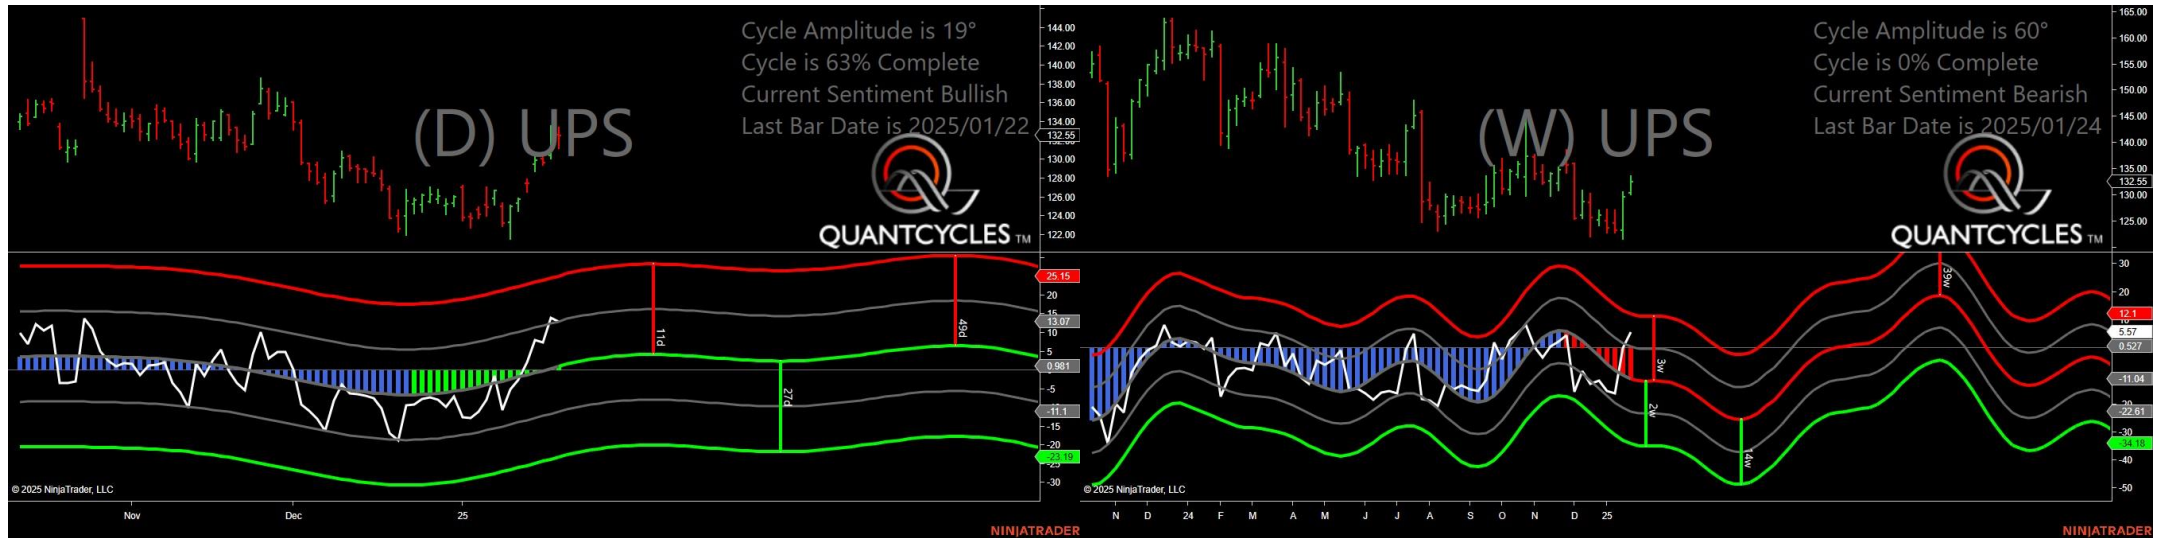 Cycle Amplitude is 19°
Cycle is 63% Complete
Current Sentiment Bullish
Last Bar Date is 2025/01/22
(D) UPS
QUANTCYCLES TM
144.00
142.00
140.00
138.00
136.00
134.00
132.55
130.00
128.00
126.00
124.00
122.00
25.15
20
15
13.07
10
5
0.981
-5
-11.1
-15
-20
-23.19
-30
11d
27d
49d
© 2025 NinjaTrader, LLC
Nov
Dec
25
NINJATRADER
Cycle Amplitude is 60°
Cycle is 0% Complete
Current Sentiment Bearish
Last Bar Date is 2025/01/24
(W) UPS
QUANTCYCLES TM
165.00
160.00
155.00
150.00
145.00
140.00
135.00
132.55
130.00
125.00
30
20
12.1
5.57
0.527
-11.04
-22.61
-30
-34.18
-40
-50
3w
2w
14w
39w
© 2025 NinjaTrader, LLC
N D 24 F M A M J J A S O N D 25
NINJATRADER